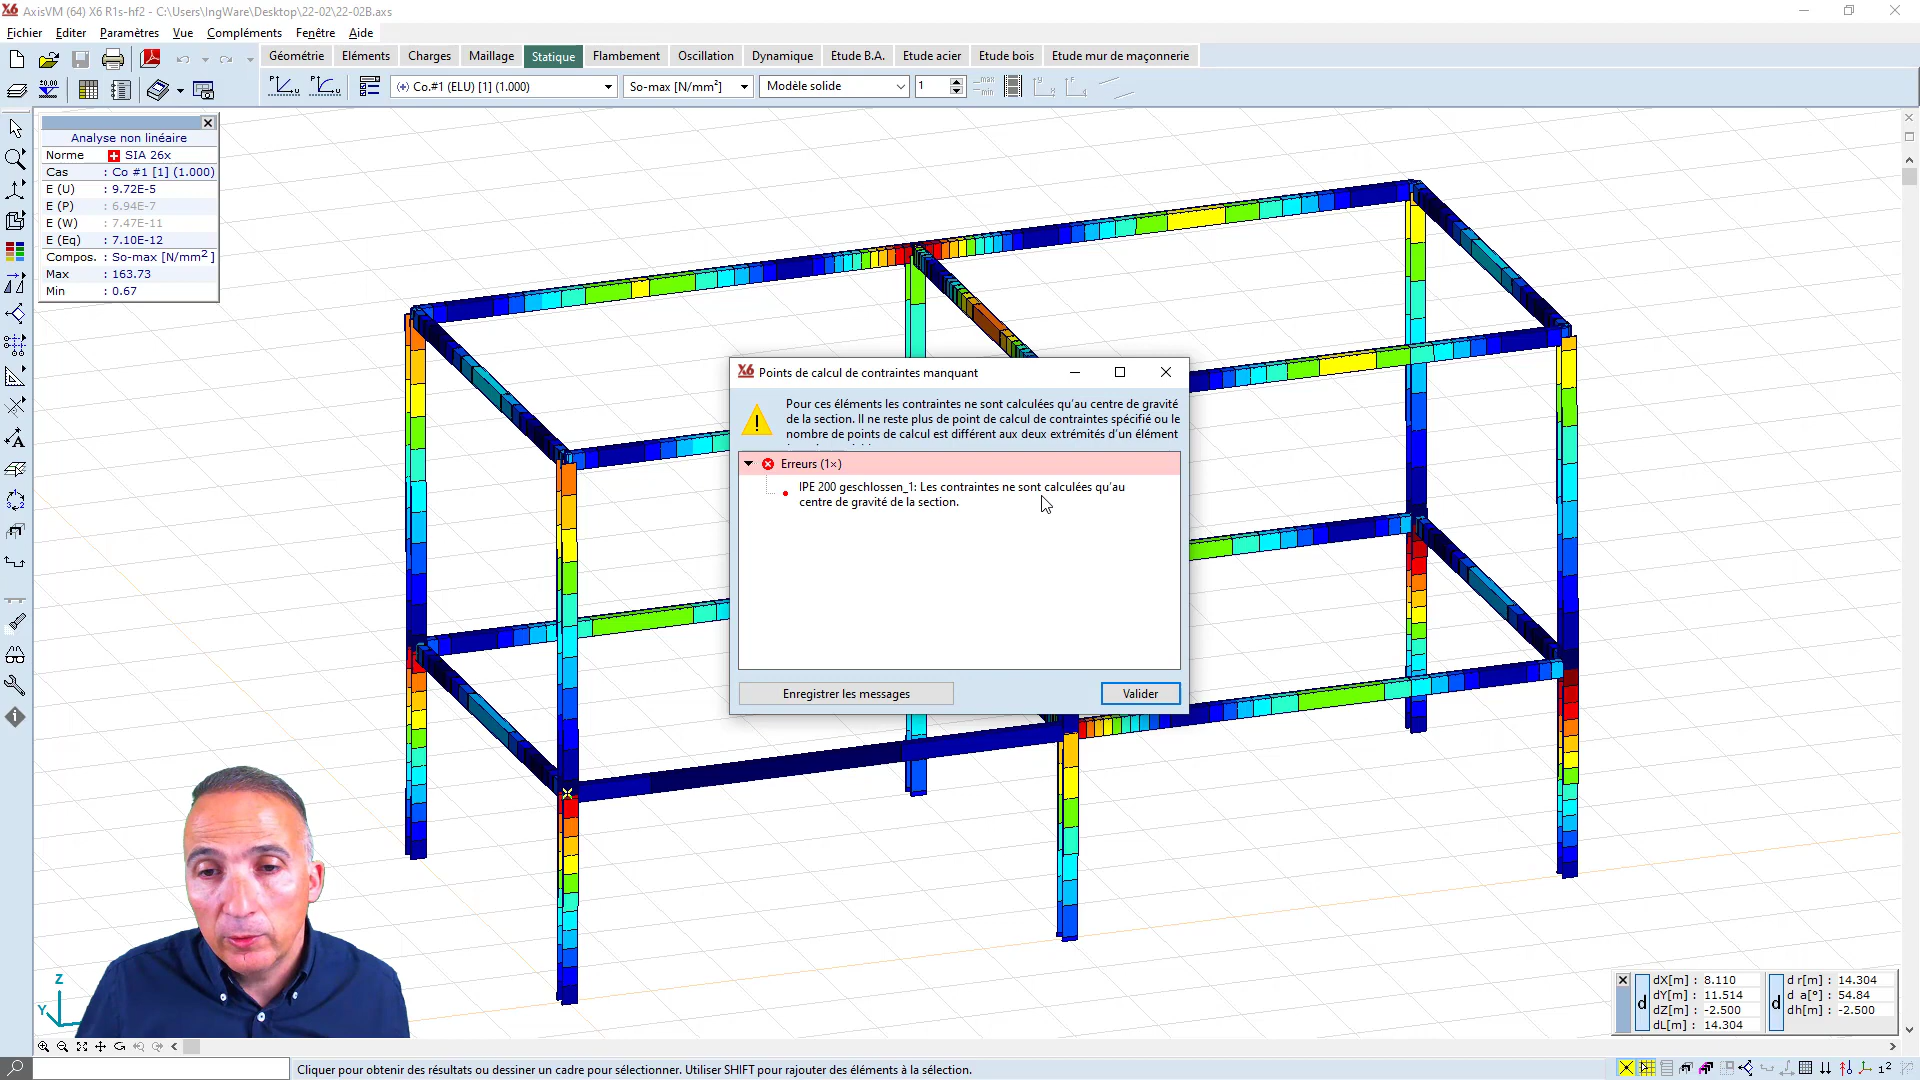 AxisVM (64) X6 R1s-hf2 - C:\Users\IngWare\Desktop\22-02\22-02B.axs
Fichier Editer Paramètres Vue Compléments Fenêtre Aide
Géométrie Eléments Charges Maillage Statique Flambement Oscillation Dynamique Etude B.A. Etude acier Etude bois Etude mur de maçonnerie
Co.#1 (ELU) [1] (1.000) So-max [N/mm²] Modèle solide 1
Analyse non linéaire
Norme SIA 26x
Cas : Co #1 [1] (1.000)
E (U) : 9.72E-5
E (P) : 6.94E-7
E (W) : 7.47E-11
E (Eq) : 7.10E-12
Compos. : So-max [N/mm²]
Max : 163.73
Min : 0.67
X6 Points de calcul de contraintes manquant
Pour ces éléments les contraintes ne sont calculées qu'au centre de gravité
de la section. Il ne reste plus de point de calcul de contraintes spécifié ou le
nombre de points de calcul est différent aux deux extrémités d'un élément
Erreurs (1×)
IPE 200 geschlossen_1: Les contraintes ne sont calculées qu'au
centre de gravité de la section.
Enregistrer les messages Valider
Z
Y
d
dX[m] : 8.110
dY[m] : 11.514
dZ[m] : -2.500
dL[m] : 14.304
d
d r[m] : 14.304
d a[°] : 54.84
dh[m] : -2.500
Cliquer pour obtenir des résultats ou dessiner un cadre pour sélectionner. Utiliser SHIFT pour rajouter des éléments à la sélection.